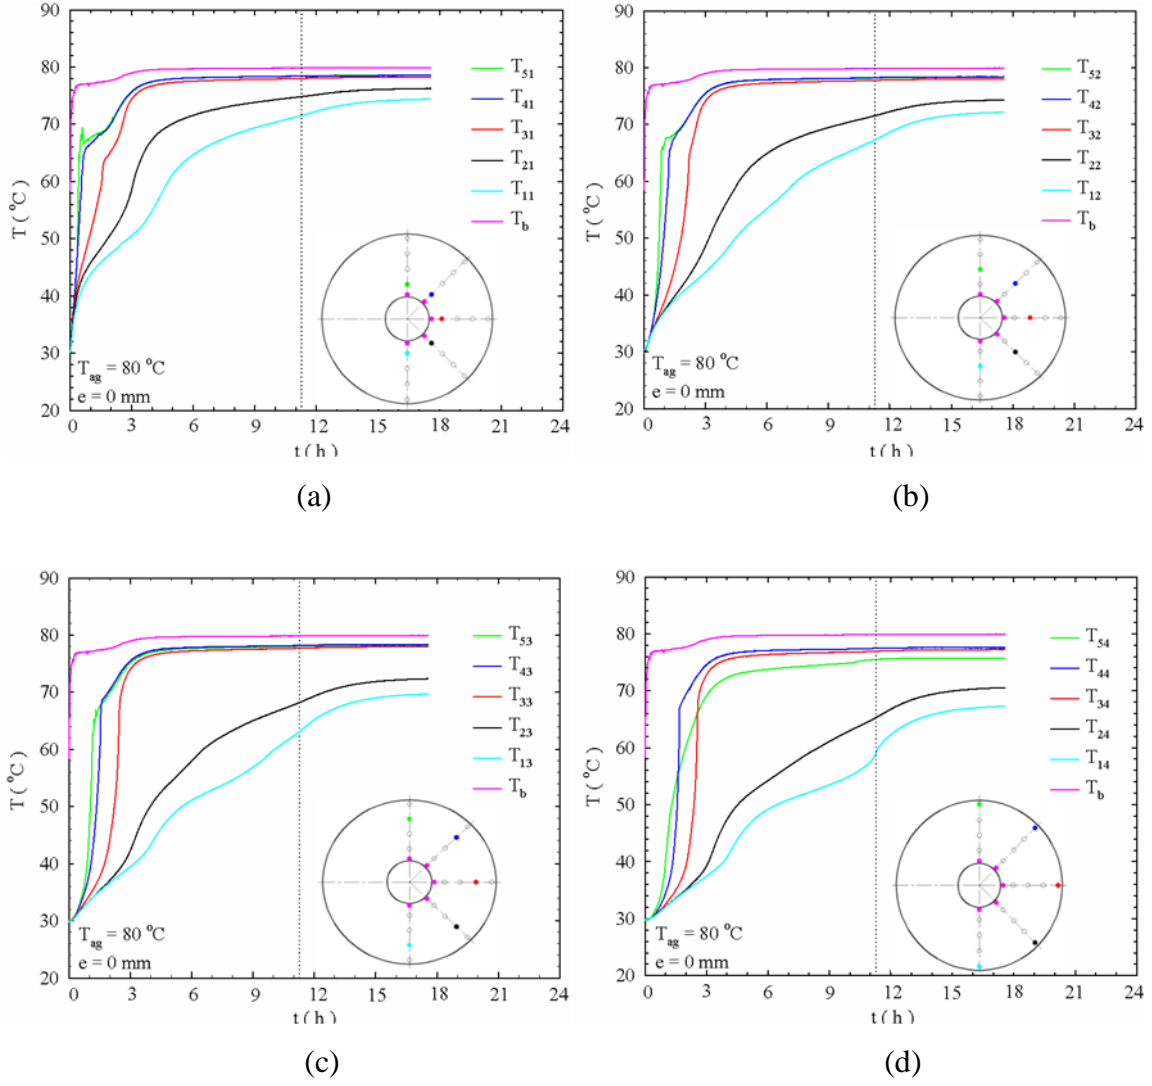 90
80
70
60
50
40
30
20
T ( °C )
T51
T41
T31
T21
T11
Tb
Tag = 80 °C
e = 0 mm
0 3 6 9 12 15 18 21 24
t ( h )
(a)
90
80
70
60
50
40
30
20
T ( °C )
T52
T42
T32
T22
T12
Tb
Tag = 80 °C
e = 0 mm
0 3 6 9 12 15 18 21 24
t ( h )
(b)
90
80
70
60
50
40
30
20
T ( °C )
T53
T43
T33
T23
T13
Tb
Tag = 80 °C
e = 0 mm
0 3 6 9 12 15 18 21 24
t ( h )
(c)
90
80
70
60
50
40
30
20
T ( °C )
T54
T44
T34
T24
T14
Tb
Tag = 80 °C
e = 0 mm
0 3 6 9 12 15 18 21 24
t ( h )
(d)